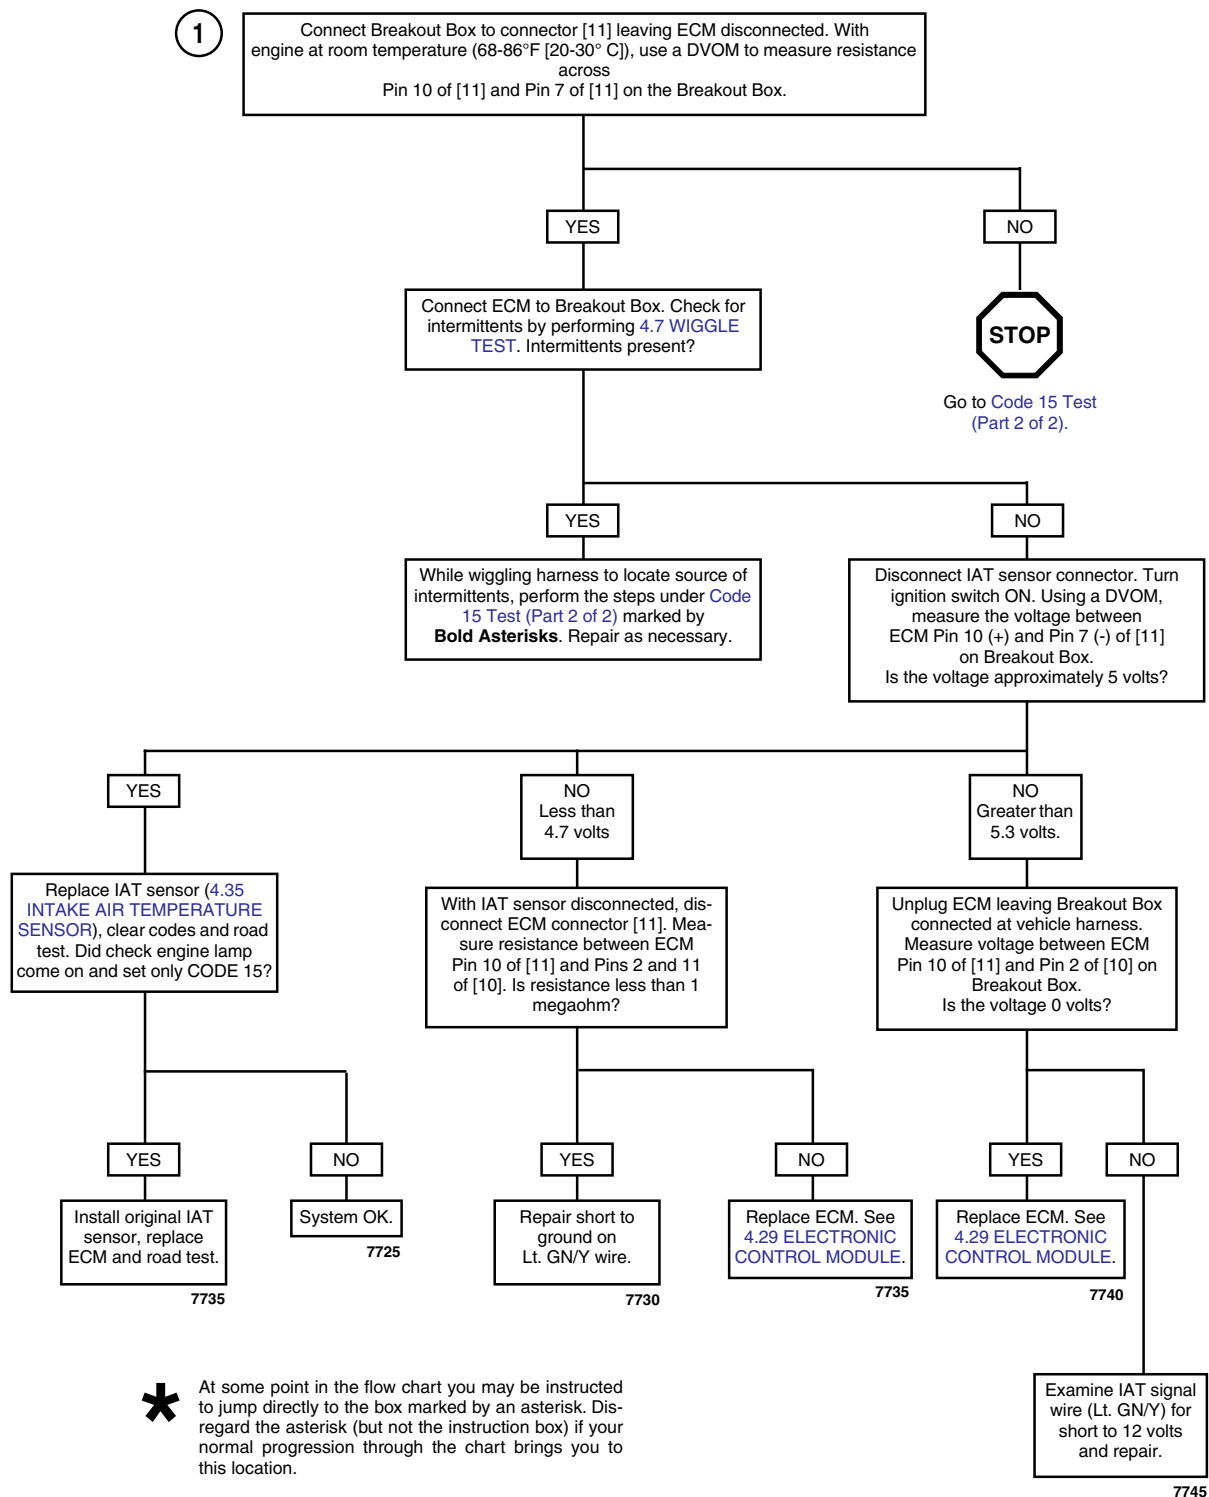 1
Connect Breakout Box to connector [11] leaving ECM disconnected. With
engine at room temperature (68-86°F [20-30° C]), use a DVOM to measure resistance
across
Pin 10 of [11] and Pin 7 of [11] on the Breakout Box.
YES
NO
Connect ECM to Breakout Box. Check for
intermittents by performing 4.7 WIGGLE
TEST. Intermittents present?
STOP
Go to Code 15 Test
(Part 2 of 2).
YES
NO
While wiggling harness to locate source of
intermittents, perform the steps under Code
15 Test (Part 2 of 2) marked by
Bold Asterisks. Repair as necessary.
Disconnect IAT sensor connector. Turn
ignition switch ON. Using a DVOM,
measure the voltage between
ECM Pin 10 (+) and Pin 7 (-) of [11]
on Breakout Box.
Is the voltage approximately 5 volts?
YES
NO
Less than
4.7 volts
NO
Greater than
5.3 volts.
Replace IAT sensor (4.35
INTAKE AIR TEMPERATURE
SENSOR), clear codes and road
test. Did check engine lamp
come on and set only CODE 15?
With IAT sensor disconnected, dis-
connect ECM connector [11]. Mea-
sure resistance between ECM
Pin 10 of [11] and Pins 2 and 11
of [10]. Is resistance less than 1
megaohm?
Unplug ECM leaving Breakout Box
connected at vehicle harness.
Measure voltage between ECM
Pin 10 of [11] and Pin 2 of [10] on
Breakout Box.
Is the voltage 0 volts?
YES
NO
YES
NO
YES
NO
Install original IAT
sensor, replace
ECM and road test.
7735
System OK.
7725
Repair short to
ground on
Lt. GN/Y wire.
7730
Replace ECM. See
4.29 ELECTRONIC
CONTROL MODULE.
7735
Replace ECM. See
4.29 ELECTRONIC
CONTROL MODULE.
7740
Examine IAT signal
wire (Lt. GN/Y) for
short to 12 volts
and repair.
7745
* At some point in the flow chart you may be instructed
to jump directly to the box marked by an asterisk. Dis-
regard the asterisk (but not the instruction box) if your
normal progression through the chart brings you to
this location.